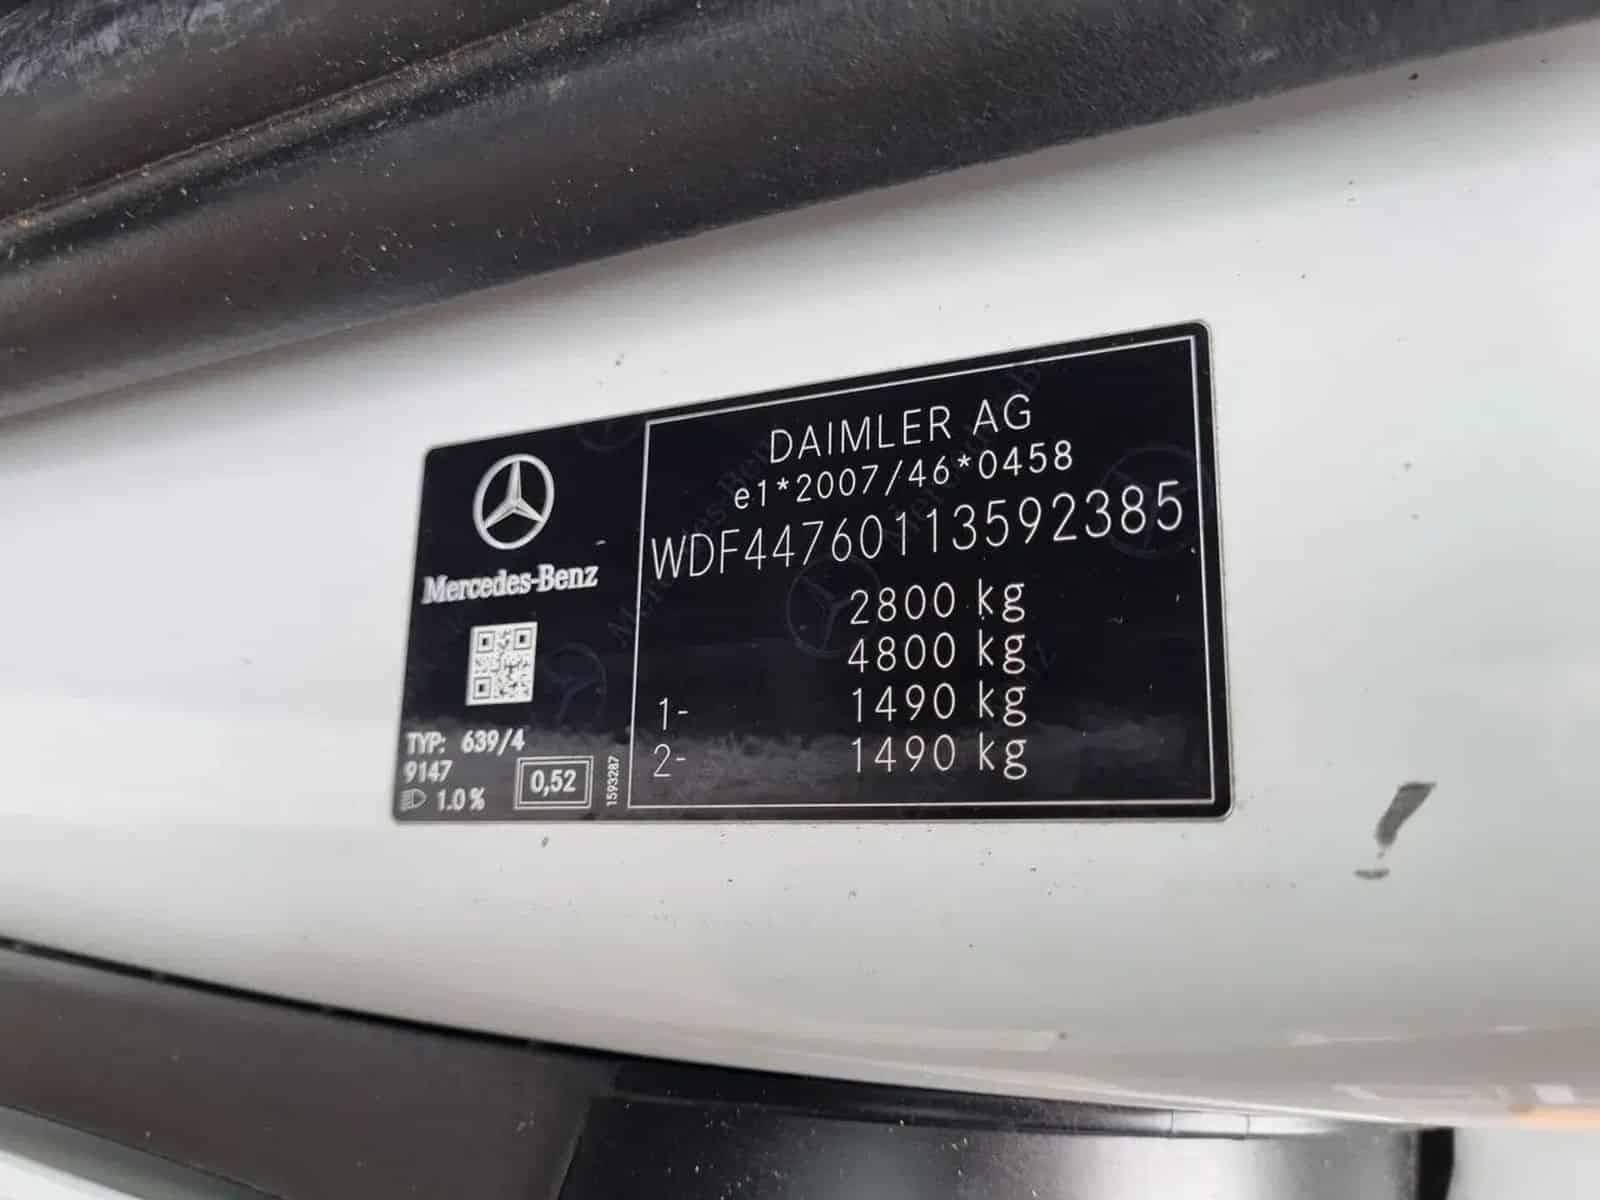 Mercedes-Benz
TYP: 639/4
9147
1.0%
0,52
1593287
DAIMLER AG
e1*2007/46*0458
WDF44760113592385
2800 kg
4800 kg
1- 1490 kg
2- 1490 kg